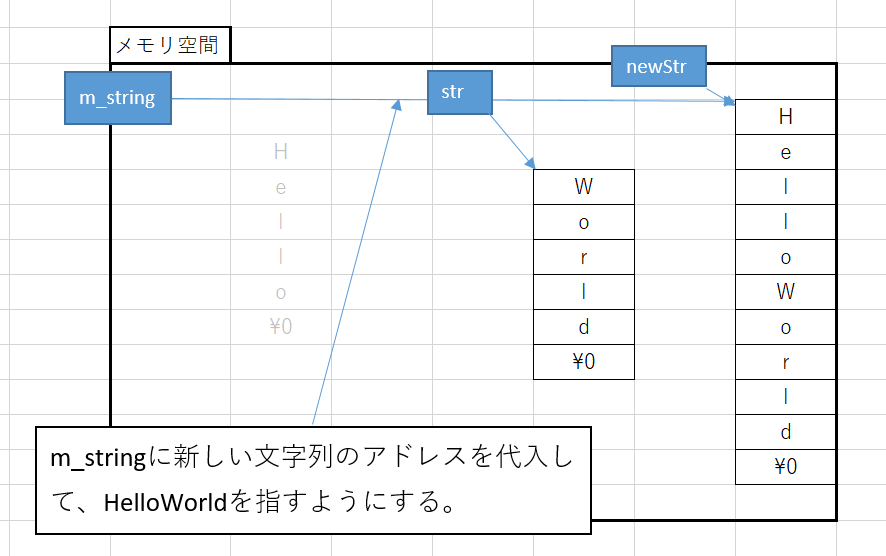 メモリ空間
m_string
str
newStr
H
e
l
l
o
¥0
W
o
r
l
d
¥0
H
e
l
l
o
W
o
r
l
d
¥0
m_stringに新しい文字列のアドレスを代入し
て、HelloWorldを指すようにする。